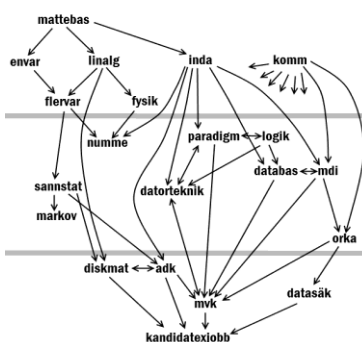 mattebas
envar
linalg
inda
komm
flervar
fysik
numme
paradigm
logik
databas
mdi
sannstat
datorteknik
markov
orka
diskmat
adk
mvk
datasäk
kandidatexjobb